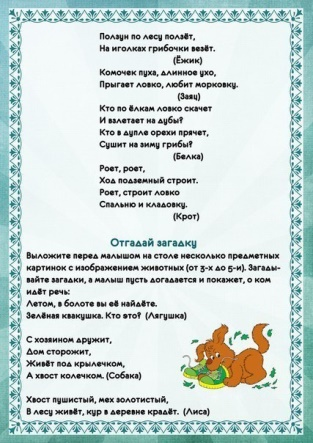 Ползун по лесу ползёт,
На иголках грибочки везёт.
(Ёжик)
Комочек пуха, длинное ухо,
Прыгает ловко, любит морковку.
(Заяц)
Кто по ёлкам ловко скачет
И взлетает на дубы?
Кто в дупле орехи прячет,
Сушит на зиму грибы?
(Белка)
Роет, роет,
Ход подземный строит.
Роет, строит ловко
Спальню и кладовку.
(Крот)
Отгадай загадку
Выложите перед малышом на столе несколько предметных
картинок с изображением животных (от 3-х до 5-и). Загады-
вайте загадки, а малыш пусть догадается и покажет, о ком
идёт речь:
Летом, в болоте вы её найдёте.
Зелёная квакушка. Кто это? (Лягушка)
С хозяином дружит,
Дом сторожит,
Живёт под крылечком,
А хвост колечком. (Собака)
Хвост пушистый, мех золотистый,
В лесу живёт, кур в деревне крадёт. (Лиса)